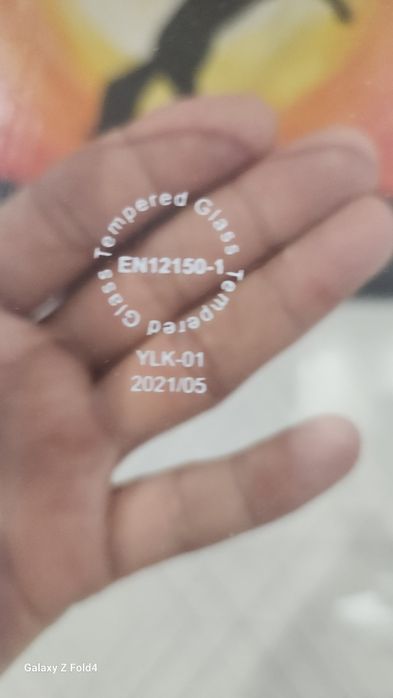 Tempered Glass
EN12150-1
Tempered Glass
YLK-01
2021/05
Galaxy Z Fold4